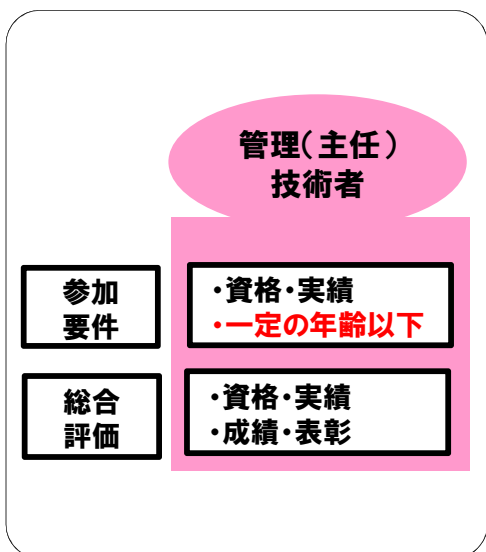 管理(主任)
技術者
参加
要件
・資格・実績
・一定の年齢以下
総合
評価
・資格・実績
・成績・表彰